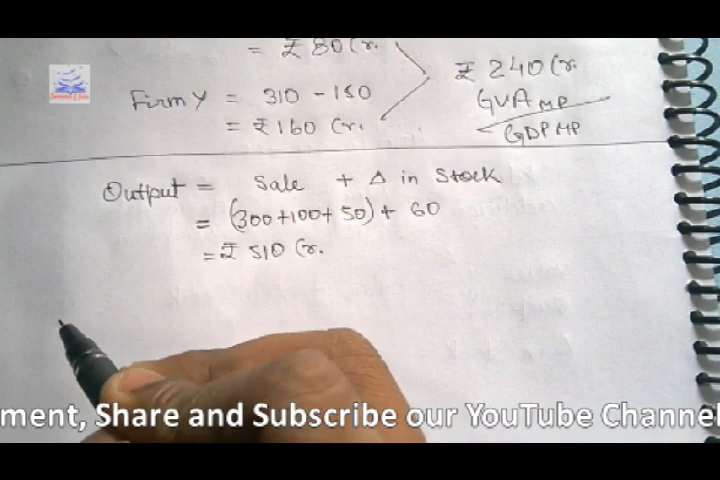 = ₹ 80 Cr.
Firm Y = 310 - 150
= ₹ 160 Cr.
₹ 240 Cr.
GVA MP
GDP MP
Output = Sale + Δ in Stock
= (300+100+50) + 60
= ₹ 510 Cr.
ment, Share and Subscribe our YouTube Channel